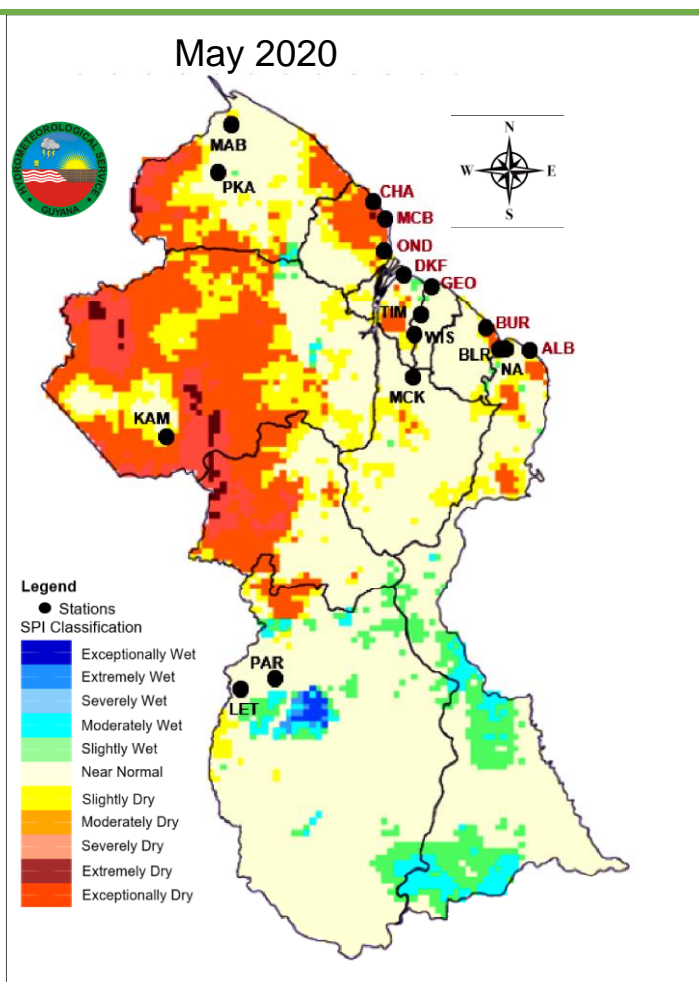 May 2020
HYDROMETEOROLOGICAL SERVICE
GUYANA
N
W E
S
MAB
PKA
CHA
MCB
OND
DKF
GEO
TIM
WIS
BUR
BLR
NA
ALB
MCK
KAM
PAR
LET
Legend
Stations
SPI Classification
Exceptionally Wet
Extremely Wet
Severely Wet
Moderately Wet
Slightly Wet
Near Normal
Slightly Dry
Moderately Dry
Severely Dry
Extremely Dry
Exceptionally Dry